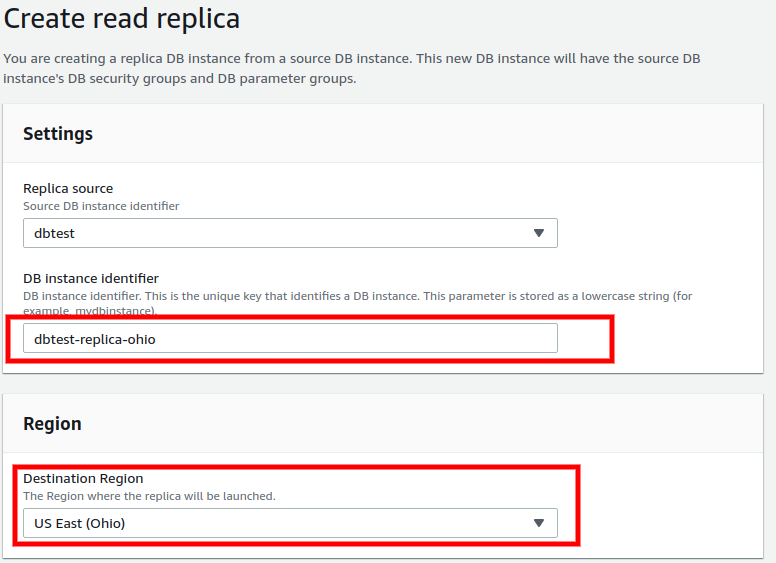 Create read replica
You are creating a replica DB instance from a source DB instance. This new DB instance will have the source DB
instance's DB security groups and DB parameter groups.
Settings
Replica source
Source DB instance identifier
dbtest
DB instance identifier
DB instance identifier. This is the unique key that identifies a DB instance. This parameter is stored as a lowercase string (for
example, mydbinstance).
dbtest-replica-ohio
Region
Destination Region
The Region where the replica will be launched.
US East (Ohio)